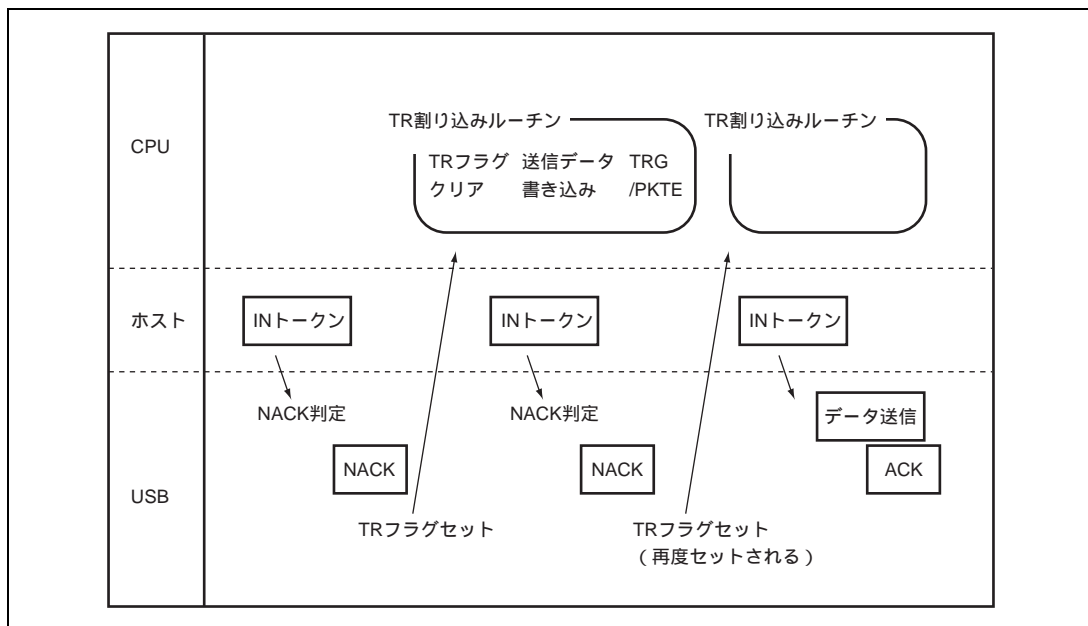 CPU
TR割り込みルーチン
TRフラグ 送信データ TRG
クリア 書き込み /PKTE
TR割り込みルーチン
ホスト
INトークン
INトークン
INトークン
USB
NACK判定
NACK
TRフラグセット
NACK判定
NACK
TRフラグセット
(再度セットされる)
データ送信
ACK